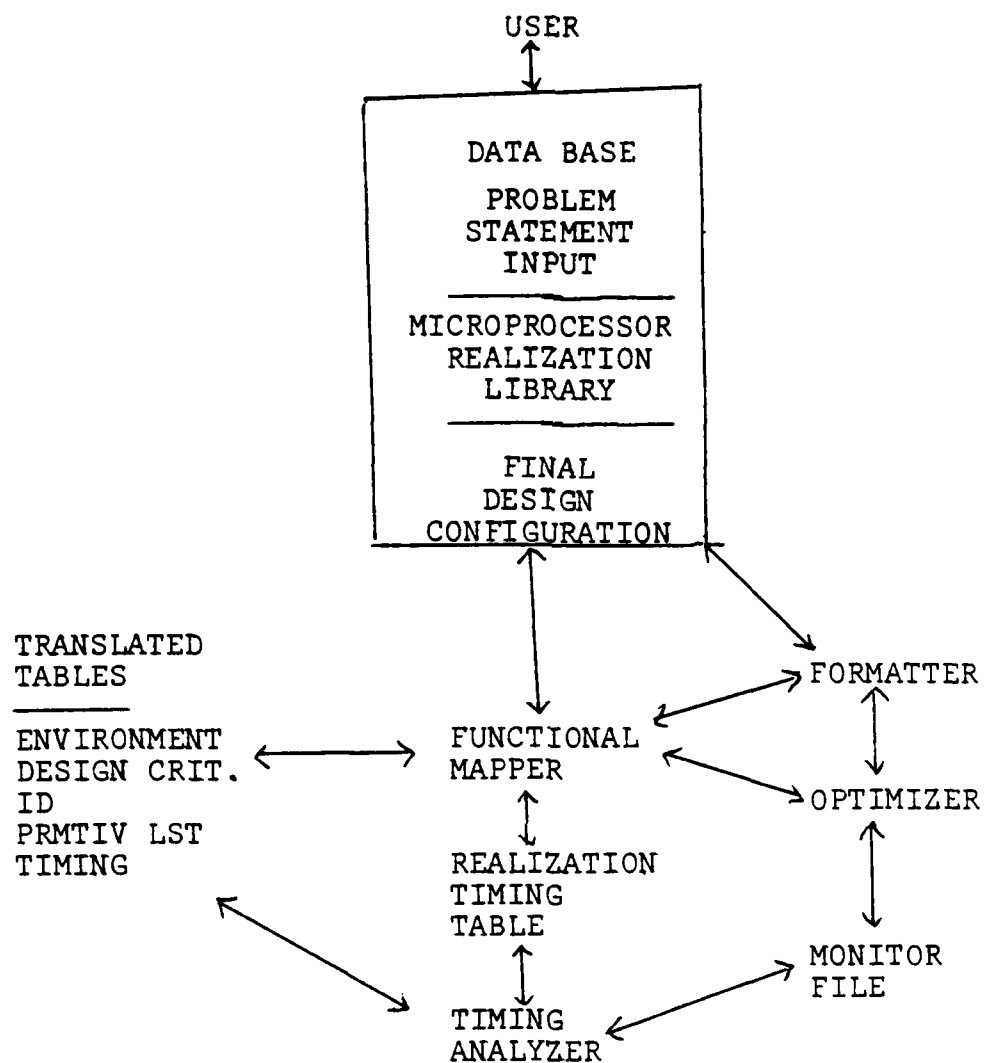 USER
DATA BASE
PROBLEM
STATEMENT
INPUT
MICROPROCESSOR
REALIZATION
LIBRARY
FINAL
DESIGN
CONFIGURATION
TRANSLATED
TABLES
ENVIRONMENT
DESIGN CRIT.
ID
PRMTIV LST
TIMING
FUNCTIONAL
MAPPER
REALIZATION
TIMING
TABLE
TIMING
ANALYZER
FORMATTER
OPTIMIZER
MONITOR
FILE